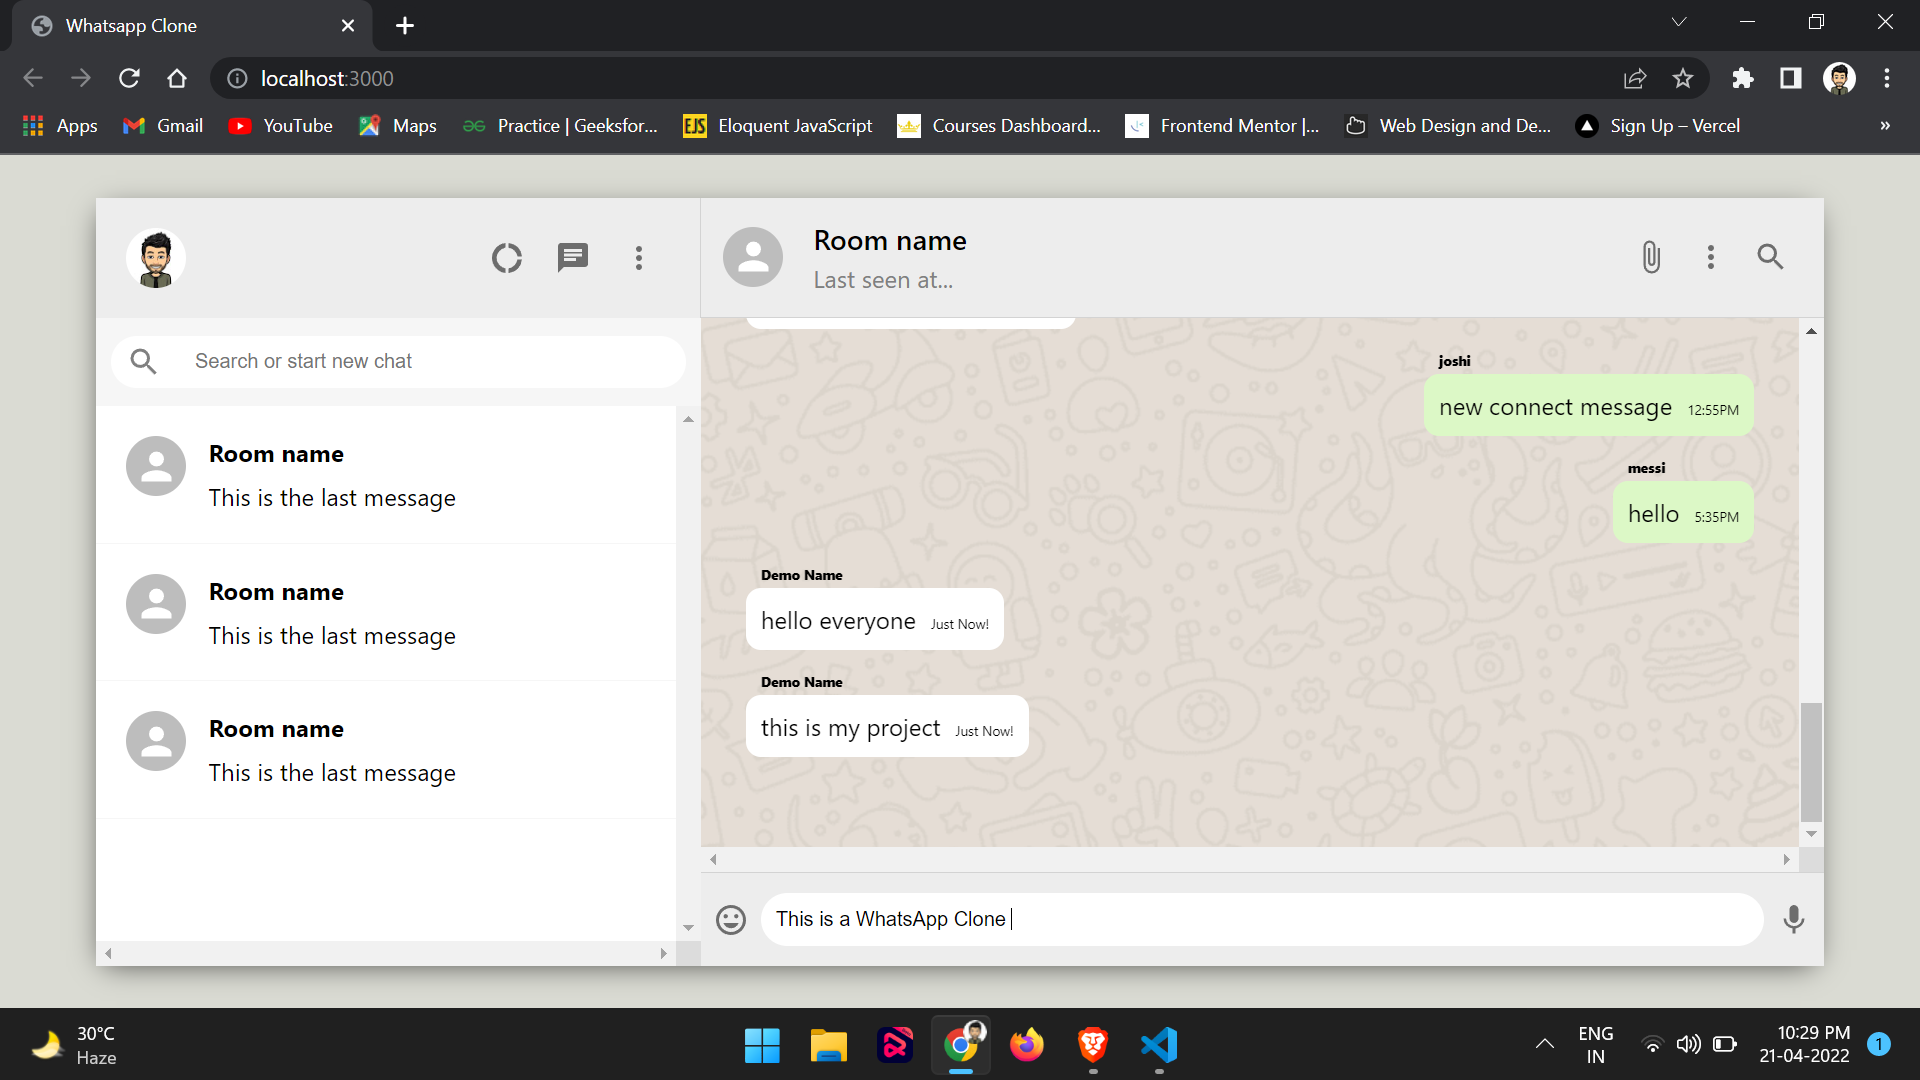 Whatsapp Clone
localhost:3000
Apps Gmail YouTube Maps Practice | Geeksfor... EJS Eloquent JavaScript Courses Dashboard... Frontend Mentor |... Web Design and De... Sign Up – Vercel »
Room name
Last seen at...
Search or start new chat
Room name
This is the last message
Room name
This is the last message
Room name
This is the last message
joshi
new connect message 12:55PM
messi
hello 5:35PM
Demo Name
hello everyone Just Now!
Demo Name
this is my project Just Now!
This is a WhatsApp Clone
30°C
Haze
ENG
IN
10:29 PM
21-04-2022
1